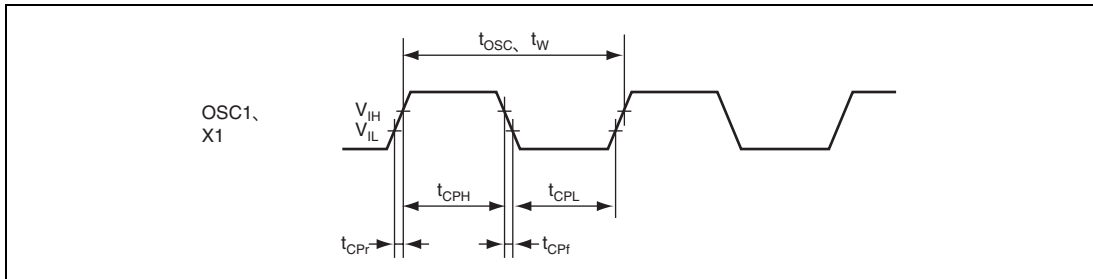 tOSC、 tW
OSC1、
X1
VIH
VIL
tCPH
tCPL
tCPr
tCPf